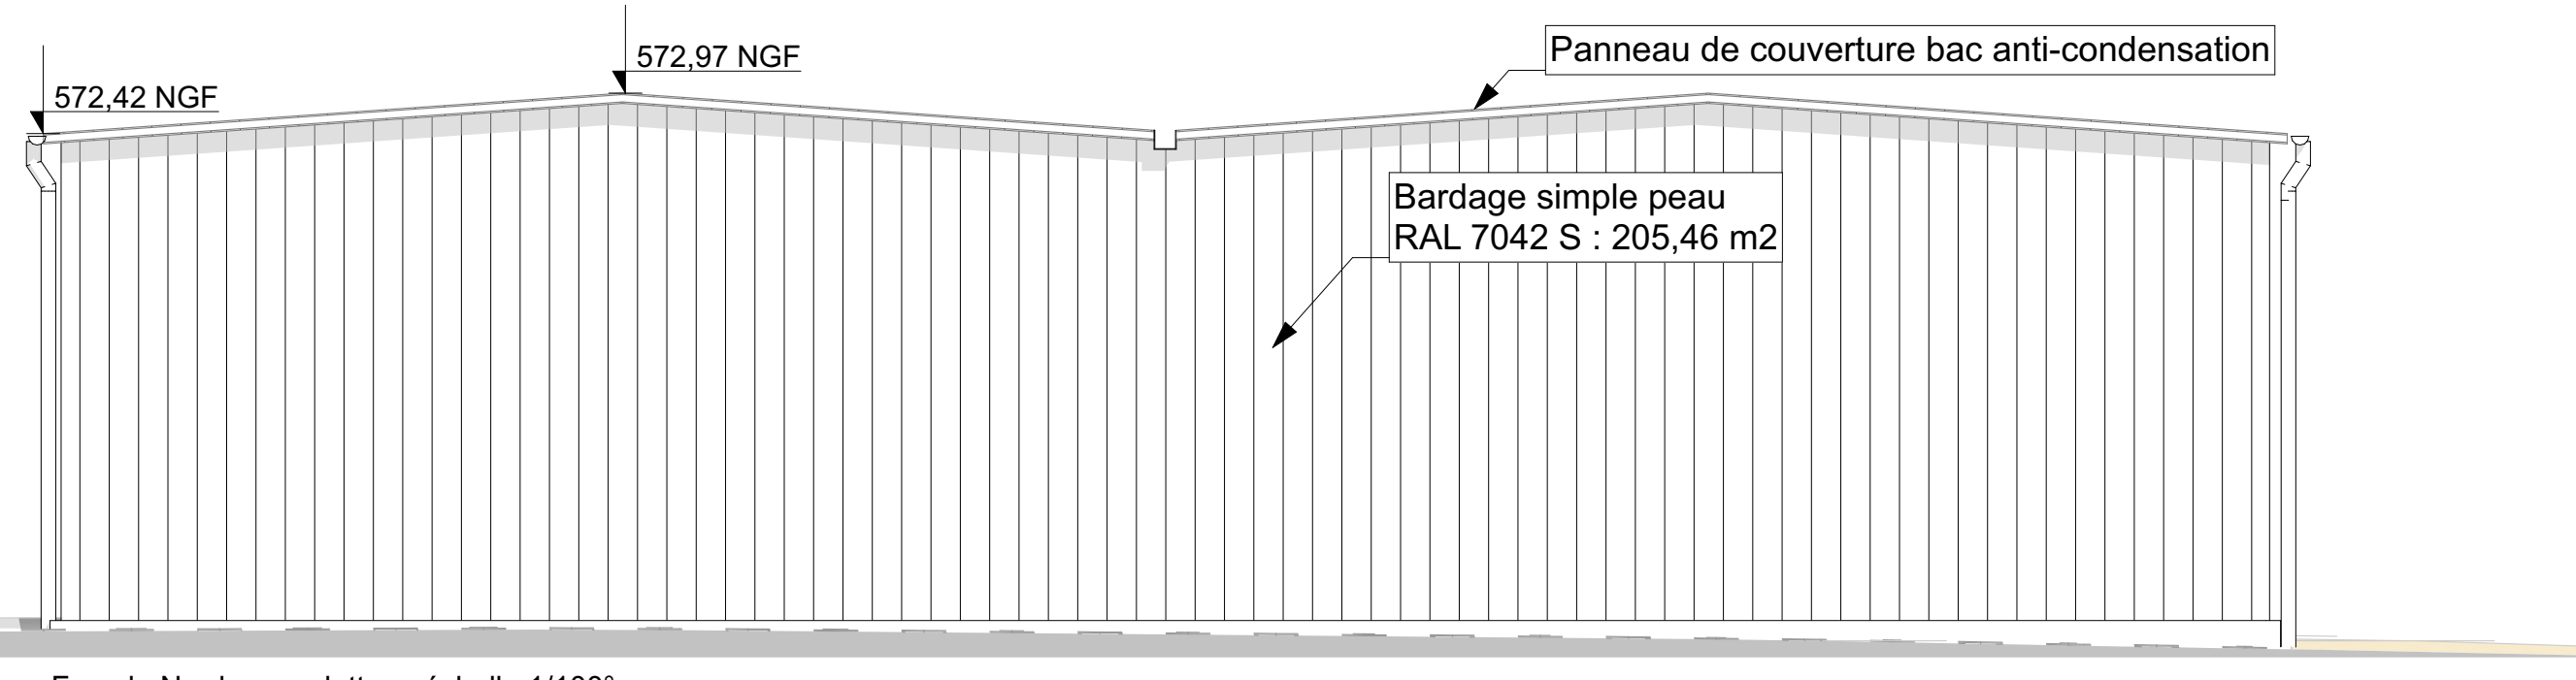 572,97 NGF
Panneau de couverture bac anti-condensation
572,42 NGF
Bardage simple peau
RAL 7042 S : 205,46 m2